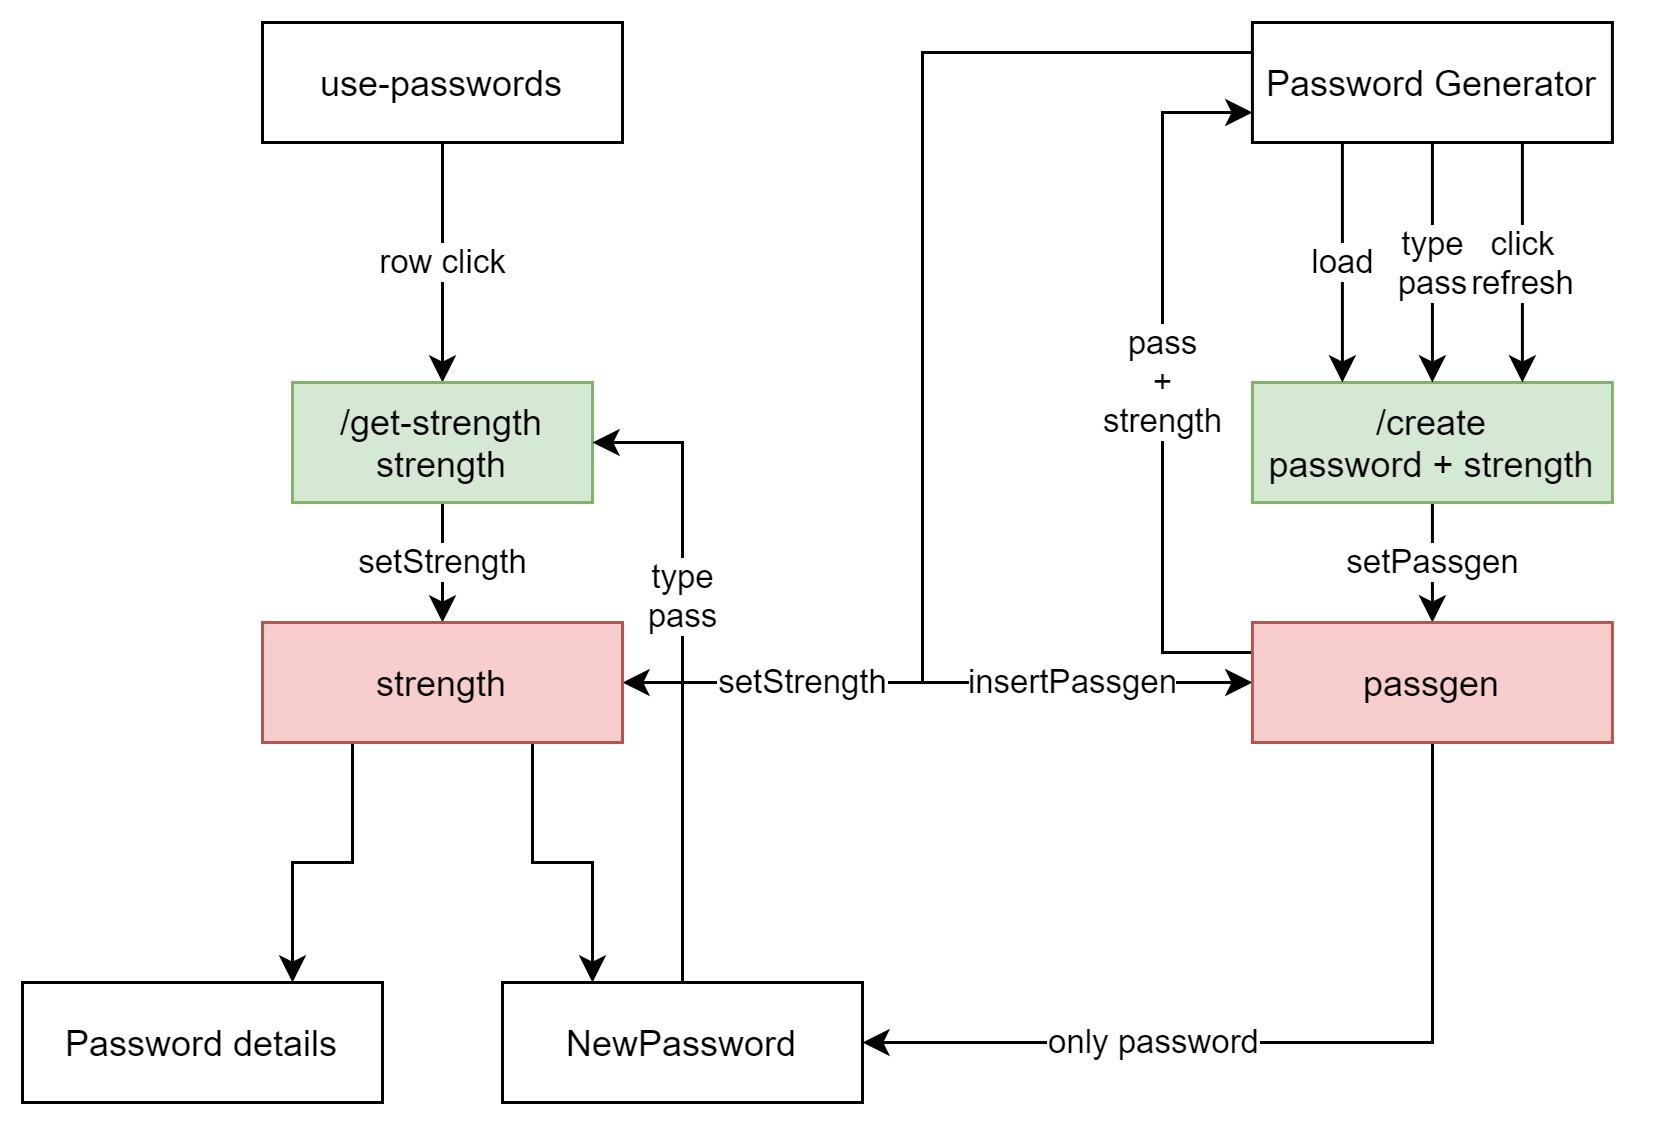 use-passwords
Password Generator
row click
load
type
pass
click
refresh
pass
+
strength
/get-strength
strength
/create
password + strength
setStrength
type
pass
setPassgen
strength
setStrength
insertPassgen
passgen
Password details
NewPassword
only password